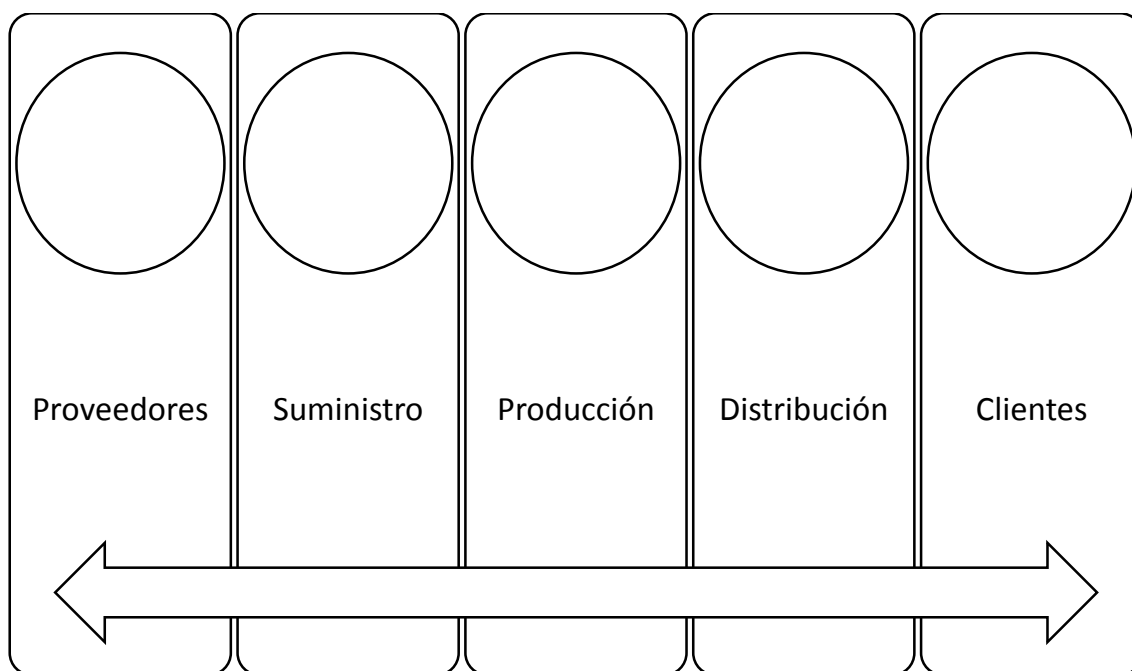 Proveedores
Suministro
Producción
Distribución
Clientes